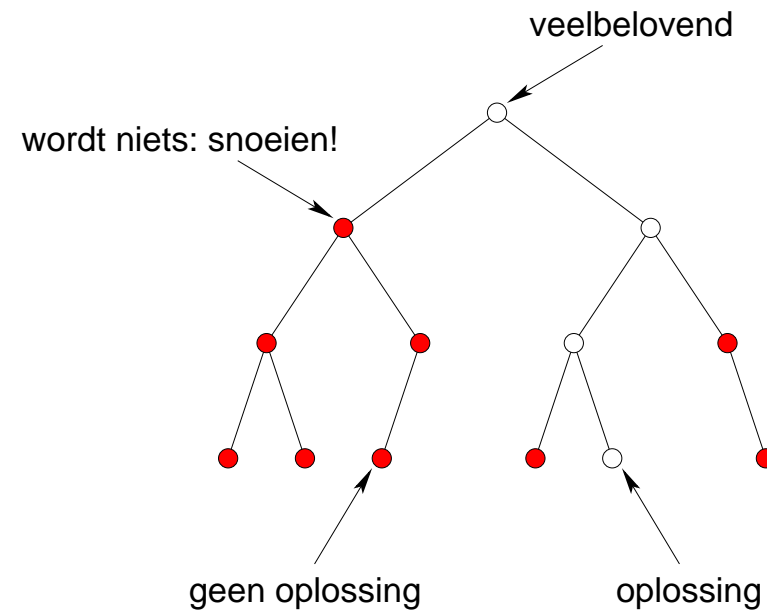 veelbelovend
wordt niets: snoeien!
geen oplossing
oplossing